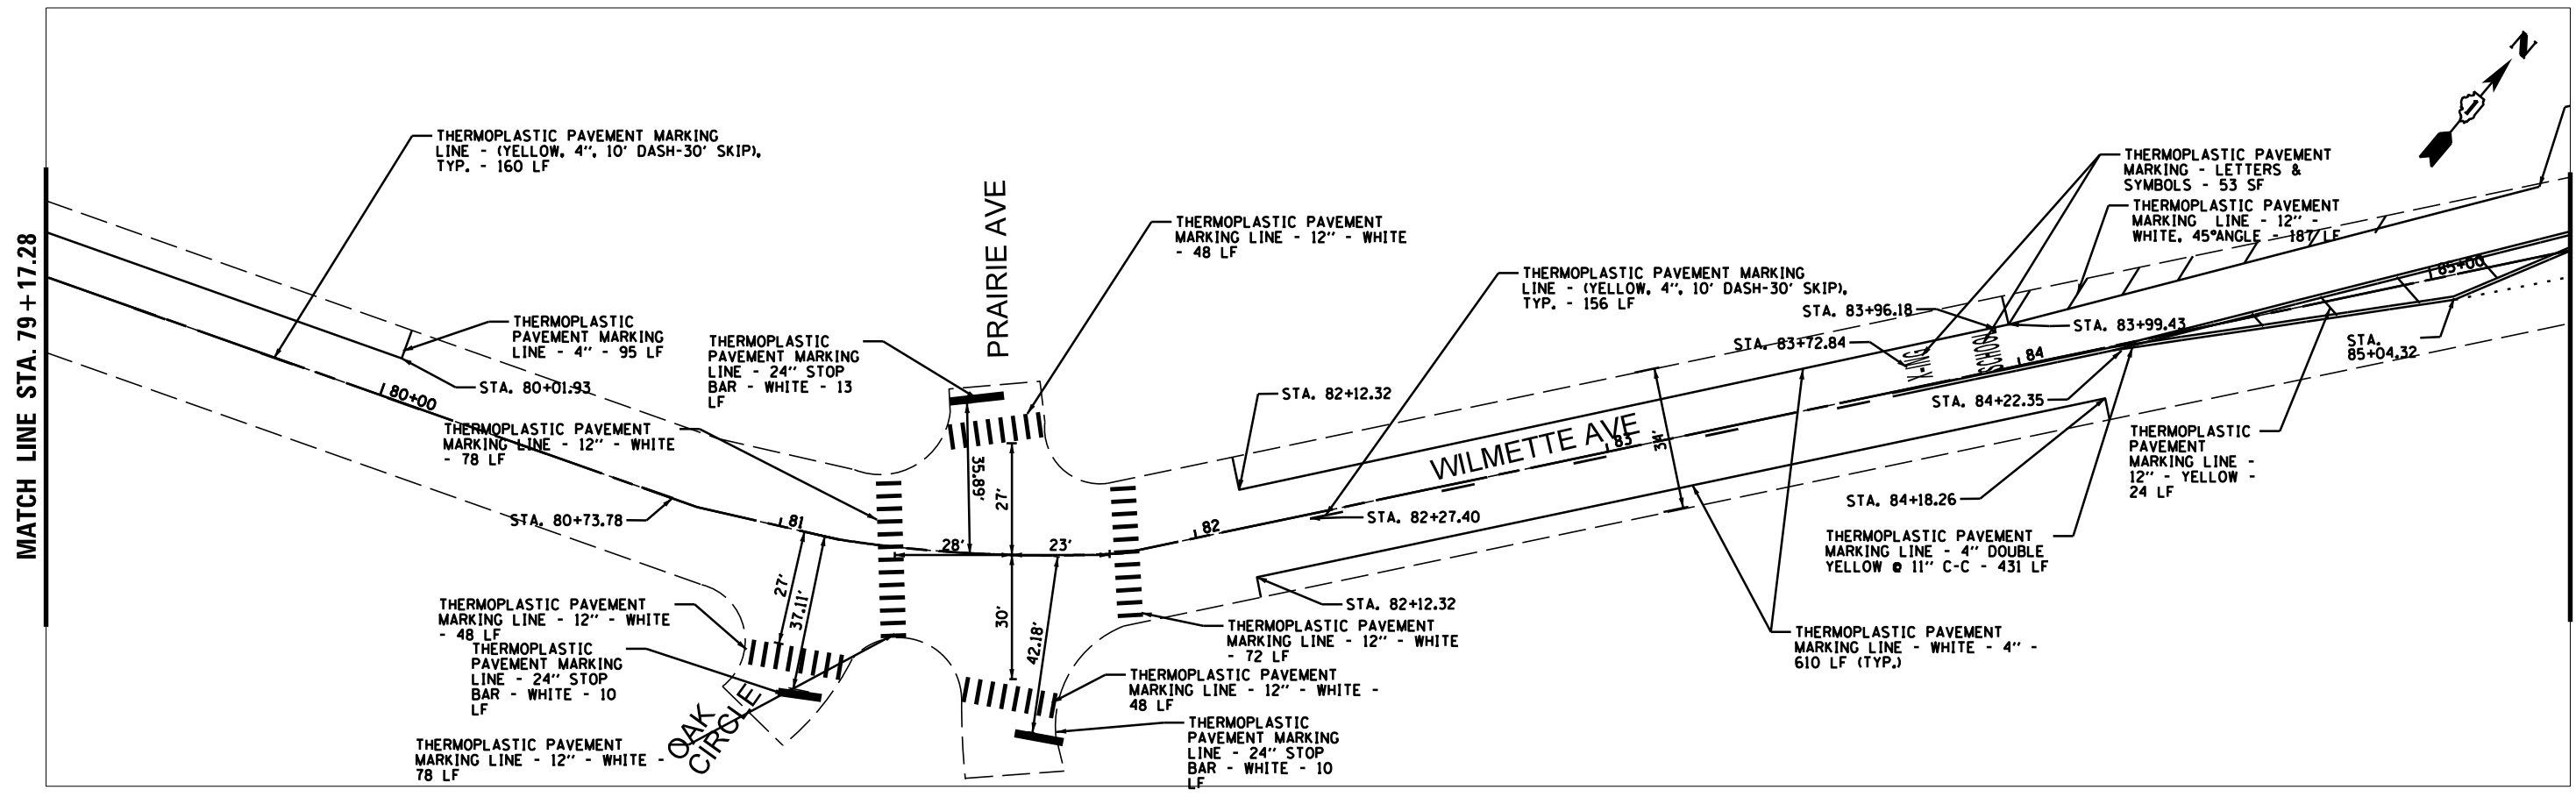 N
THERMOPLASTIC PAVEMENT MARKING
LINE - (YELLOW, 4", 10' DASH-30' SKIP),
TYP. - 160 LF
THERMOPLASTIC PAVEMENT
MARKING - LETTERS &
SYMBOLS - 53 SF
PRAIRIE AVE
THERMOPLASTIC PAVEMENT
MARKING LINE - 12" - WHITE
- 48 LF
THERMOPLASTIC PAVEMENT
MARKING LINE - 12" -
WHITE, 45°ANGLE - 187 LF
MATCH LINE STA. 79+17.28
THERMOPLASTIC PAVEMENT MARKING
LINE - (YELLOW, 4", 10' DASH-30' SKIP),
TYP. - 156 LF
85+00
STA. 83+96.18
STA. 83+99.43
THERMOPLASTIC
PAVEMENT MARKING
LINE - 4" - 95 LF
THERMOPLASTIC
PAVEMENT MARKING
LINE - 24" STOP
BAR - WHITE - 13
LF
STA. 83+72.84
84
STA.
85+04.32
STA. 80+01.93
80+00
STA. 82+12.32
STA. 84+22.35
THERMOPLASTIC PAVEMENT
MARKING LINE - 12" - WHITE
- 78 LF
WILMETTE AVE
83
34'
THERMOPLASTIC
PAVEMENT
MARKING LINE -
12" - YELLOW -
24 LF
35.89'
27'
STA. 84+18.26
STA. 80+73.78
81
82
STA. 82+27.40
28'
23'
THERMOPLASTIC PAVEMENT
MARKING LINE - 4" DOUBLE
YELLOW @ 11" C-C - 431 LF
27'
37.11'
30'
42.18'
STA. 82+12.32
THERMOPLASTIC PAVEMENT
MARKING LINE - 12" - WHITE
- 48 LF
THERMOPLASTIC PAVEMENT
MARKING LINE - 12" - WHITE
- 72 LF
THERMOPLASTIC PAVEMENT
MARKING LINE - WHITE - 4" -
610 LF (TYP.)
THERMOPLASTIC
PAVEMENT MARKING
LINE - 24" STOP
BAR - WHITE - 10
LF
THERMOPLASTIC PAVEMENT
MARKING LINE - 12" - WHITE -
48 LF
OAK
CIRCLE
THERMOPLASTIC PAVEMENT
MARKING LINE - 12" - WHITE -
78 LF
THERMOPLASTIC
PAVEMENT MARKING
LINE - 24" STOP
BAR - WHITE - 10
LF